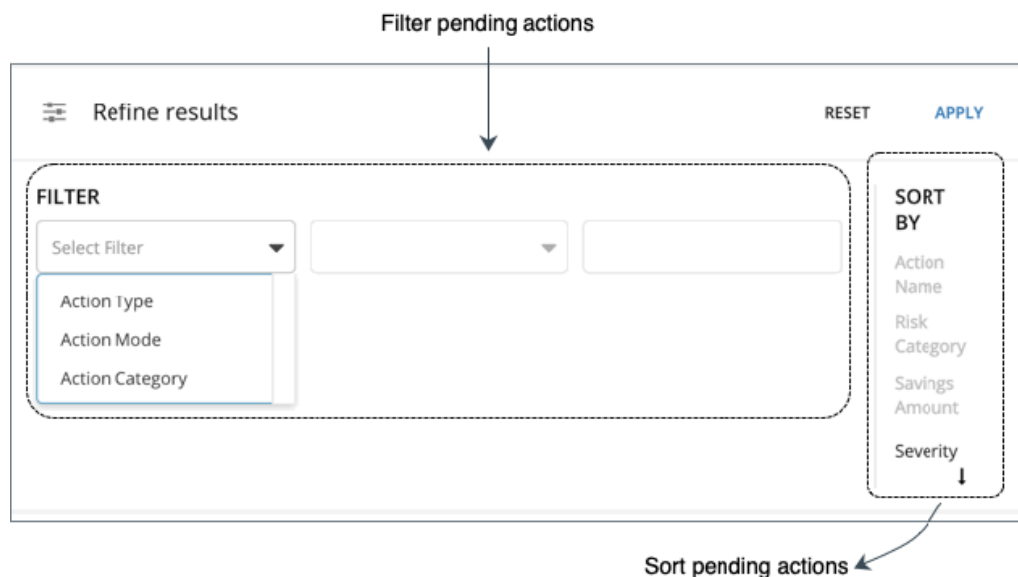 Filter pending actions
Refine results
RESET
APPLY
FILTER
Select Filter
Action Type
Action Mode
Action Category
SORT
BY
Action
Name
Risk
Category
Savings
Amount
Severity
Sort pending actions